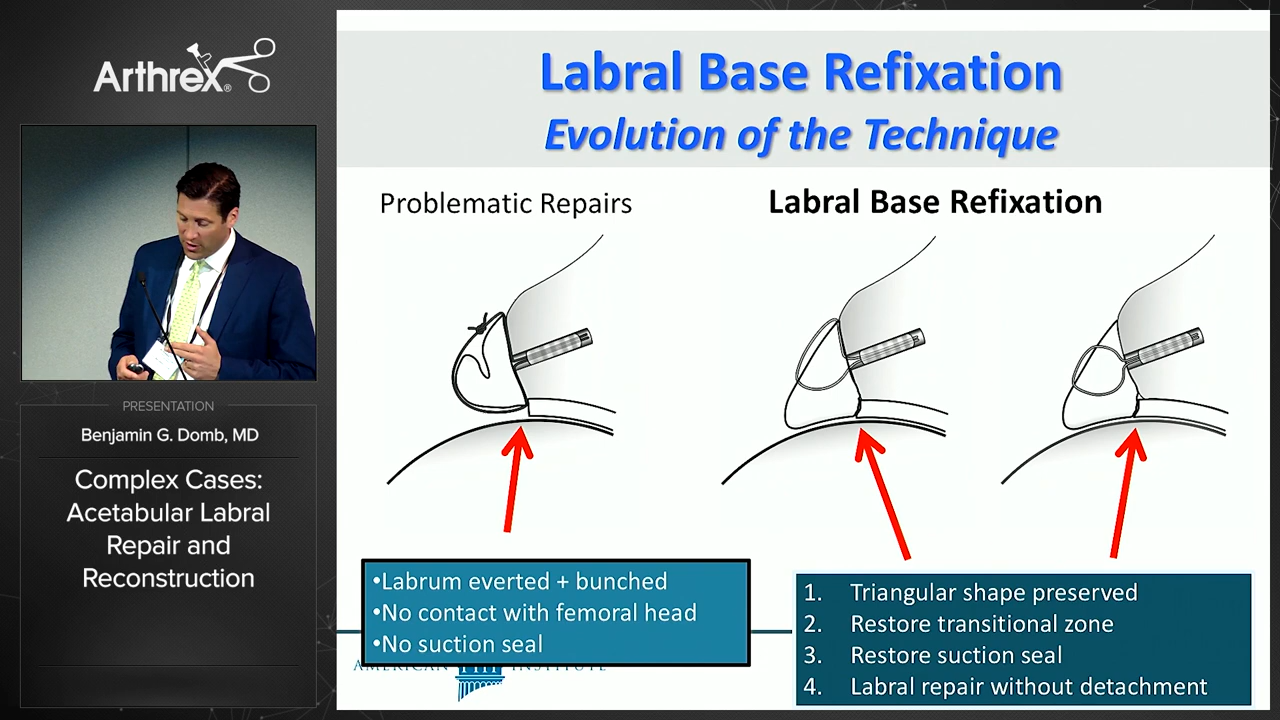 Arthrex®
PRESENTATION
Benjamin G. Domb, MD
Complex Cases:
Acetabular Labral
Repair and
Reconstruction
Labral Base Refixation
Evolution of the Technique
Problematic Repairs
Labral Base Refixation
•Labrum everted + bunched
•No contact with femoral head
•No suction seal
AMERICAN INSTITUTE
1. Triangular shape preserved
2. Restore transitional zone
3. Restore suction seal
4. Labral repair without detachment